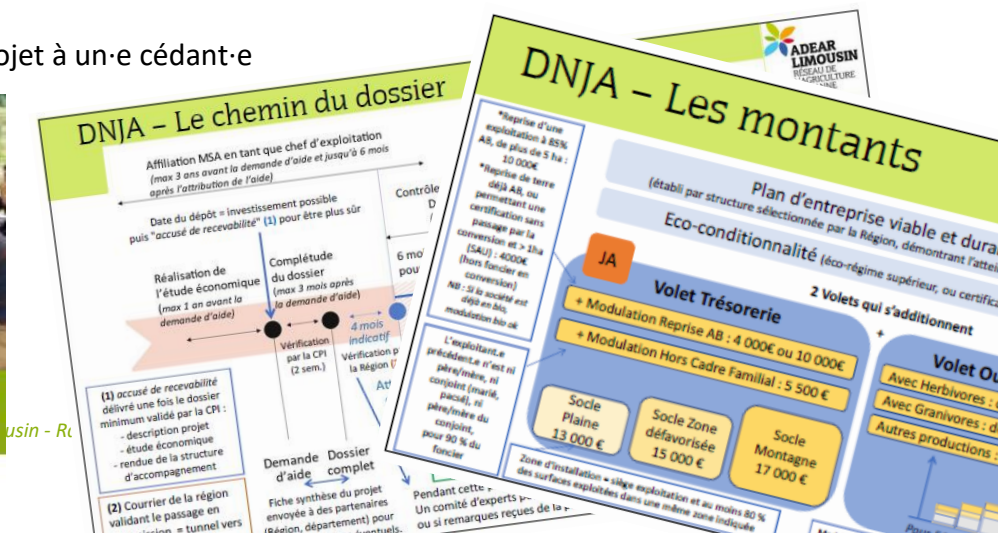 ojet à un·e cédant·e
usin - R
DNJA – Le chemin du dossier
Affiliation MSA en tant que chef d'exploitation
(max 3 ans avant la demande d'aide et jusqu'à 6 mois
après l'attribution de l'aide)
Date du dépôt = investissement possible
puis "accusé de recevabilité" (1) pour être plus sûr
Contrôle
D
Réalisation de
l'étude économique
(max 1 an avant la
demande d'aide)
Complétude
du dossier
(max 3 mois après
la demande d'aide)
6 moi
pou
Vérification
par la CPI
(2 sem.)
4 mois
indicatif
Vérification p
la Région (
At
(1) accusé de recevabilité
délivré une fois le dossier
minimum validé par la CPI :
- description projet
- étude économique
- rendue de la structure
d'accompagnement
(2) Courrier de la région
validant le passage en
= tunnel vers
Demande
d'aide
Dossier
complet
Fiche synthèse du projet
envoyée à des partenaires
(Région, département) pour
Pendant cette
Un comité d'experts p
ou si remarques reçues de la
ADEAR
LIMOUSIN
RÉSEAU DE
L'AGRICULTURE
DNJA – Les montants
*Reprise d'une
exploitation à 85%
AB, de plus de 5 ha :
10 000€
*Reprise de terre
déjà AB, ou
permettant une
certification sans
passage par la
conversion et > 1ha
(SAU) : 4000€
(hors foncier en
conversion)
NB : Si la société est
déjà en bio,
modulation bio ok
L'exploitant.e
précédent.e n'est ni
père/mère, ni
conjoint (marié,
pacsé), ni
père/mère du
conjoint,
pour 90 % du
foncier
Plan d'entreprise viable et dura
(établi par structure sélectionnée par la Région, démontrant l'attei
Eco-conditionnalité (éco-régime supérieur, ou certifica
JA
2 Volets qui s'additionnent
+
Volet Trésorerie
+ Modulation Reprise AB : 4 000€ ou 10 000€
+ Modulation Hors Cadre Familial : 5 500 €
Socle
Plaine
13 000 €
Socle Zone
défavorisée
15 000 €
Socle
Montagne
17 000 €
Volet Ou
Avec Herbivores :
Avec Granivores : d
Autres productions :
Zone d'installation = siège exploitation et au moins 80 %
des surfaces exploitées dans une même zone indiquée